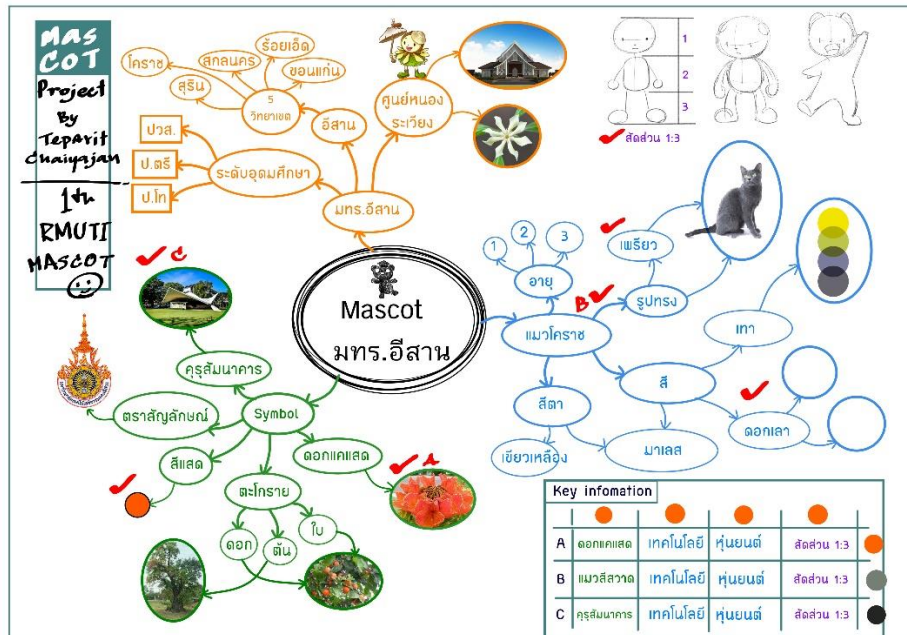 Mas
COT
Project
By
Teparit
Chaiyajan
1th
RMUTI
MASCOT
โคราช
สกลนคร
ร้อยเอ็ด
สุริน
ขอนแก่น
5
วิทยาเขต
อีสาน
ปวส.
ป.ตรี
ป.โท
ระดับอุดมศึกษา
มทร.อีสาน
ศูนย์หนอง
ระเวียง
1
2
3
สัดส่วน 1:3
Mascot
มทร.อีสาน
1
2
3
อายุ
เพรียว
B
รูปทรง
แมวโคราช
เทา
สี
สีตา
ดอกเลา
เขียวเหลือง
มาเลส
C
คุรุสัมนาคาร
ตราสัญลักษณ์
Symbol
สีแสด
ดอกแคแสด
A
ตะโกราย
ดอก
ต้น
ใบ
Key infomation
A ดอกแคแสด เทคโนโลยี หุ่นยนต์ สัดส่วน 1:3
B แมวสีสวาด เทคโนโลยี หุ่นยนต์ สัดส่วน 1:3
C คุรุสัมนาคาร เทคโนโลยี หุ่นยนต์ สัดส่วน 1:3